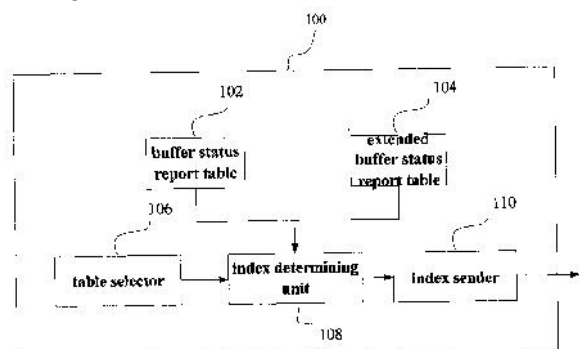 100
102
104
buffer status
report table
extended
buffer status
report table
106
110
table selector
index determining
unit
index sender
108